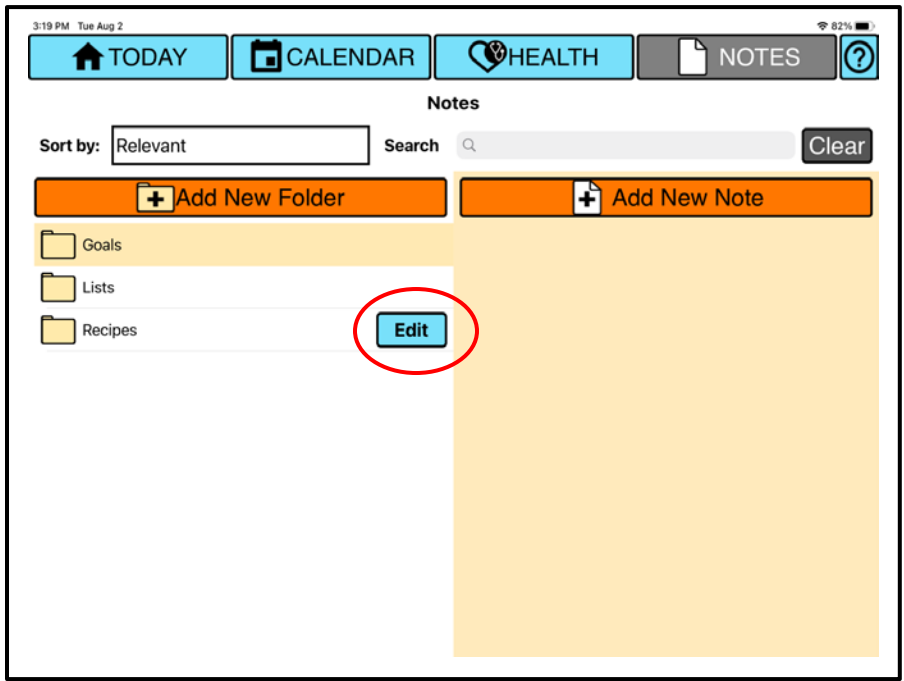 3:19 PM Tue Aug 2 82%
TODAY CALENDAR HEALTH NOTES ?
Notes
Sort by: Relevant Search Clear
Add New Folder Add New Note
Goals
Lists
Recipes Edit